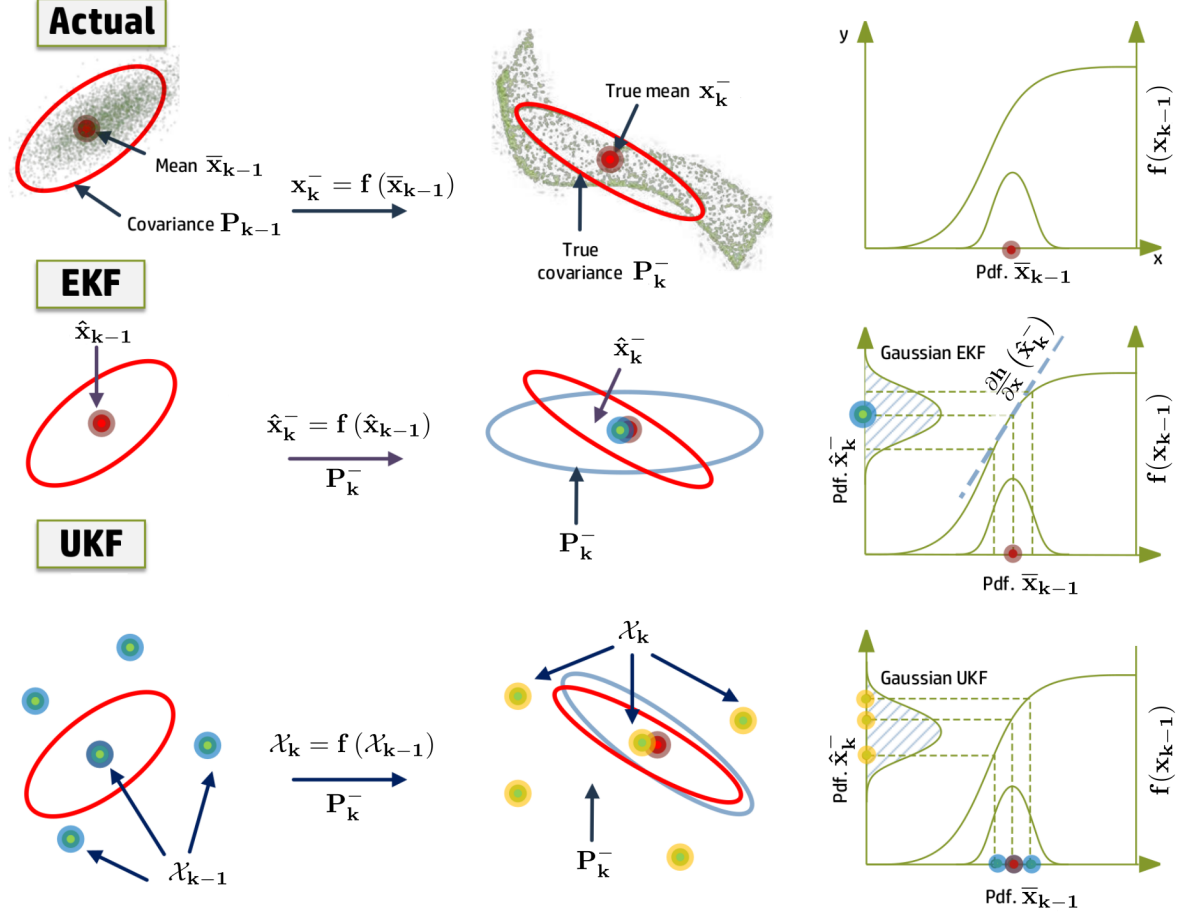 Actual
Mean x̄ₖ₋₁
Covariance Pₖ₋₁
xₖ⁻ = f (x̄ₖ₋₁)
True mean xₖ⁻
True
covariance Pₖ⁻
y
f(xₖ₋₁)
x
Pdf. x̄ₖ₋₁
EKF
x̂ₖ₋₁
x̂ₖ⁻ = f (x̂ₖ₋₁)
Pₖ⁻
x̂ₖ⁻
Pₖ⁻
Gaussian EKF
∂h/∂x (x̂ₖ⁻)
Pdf. x̂ₖ⁻
f(xₖ₋₁)
Pdf. x̄ₖ₋₁
UKF
𝒳ₖ₋₁
𝒳ₖ = f (𝒳ₖ₋₁)
Pₖ⁻
𝒳ₖ
Pₖ⁻
Gaussian UKF
Pdf. x̂ₖ⁻
f(xₖ₋₁)
Pdf. x̄ₖ₋₁